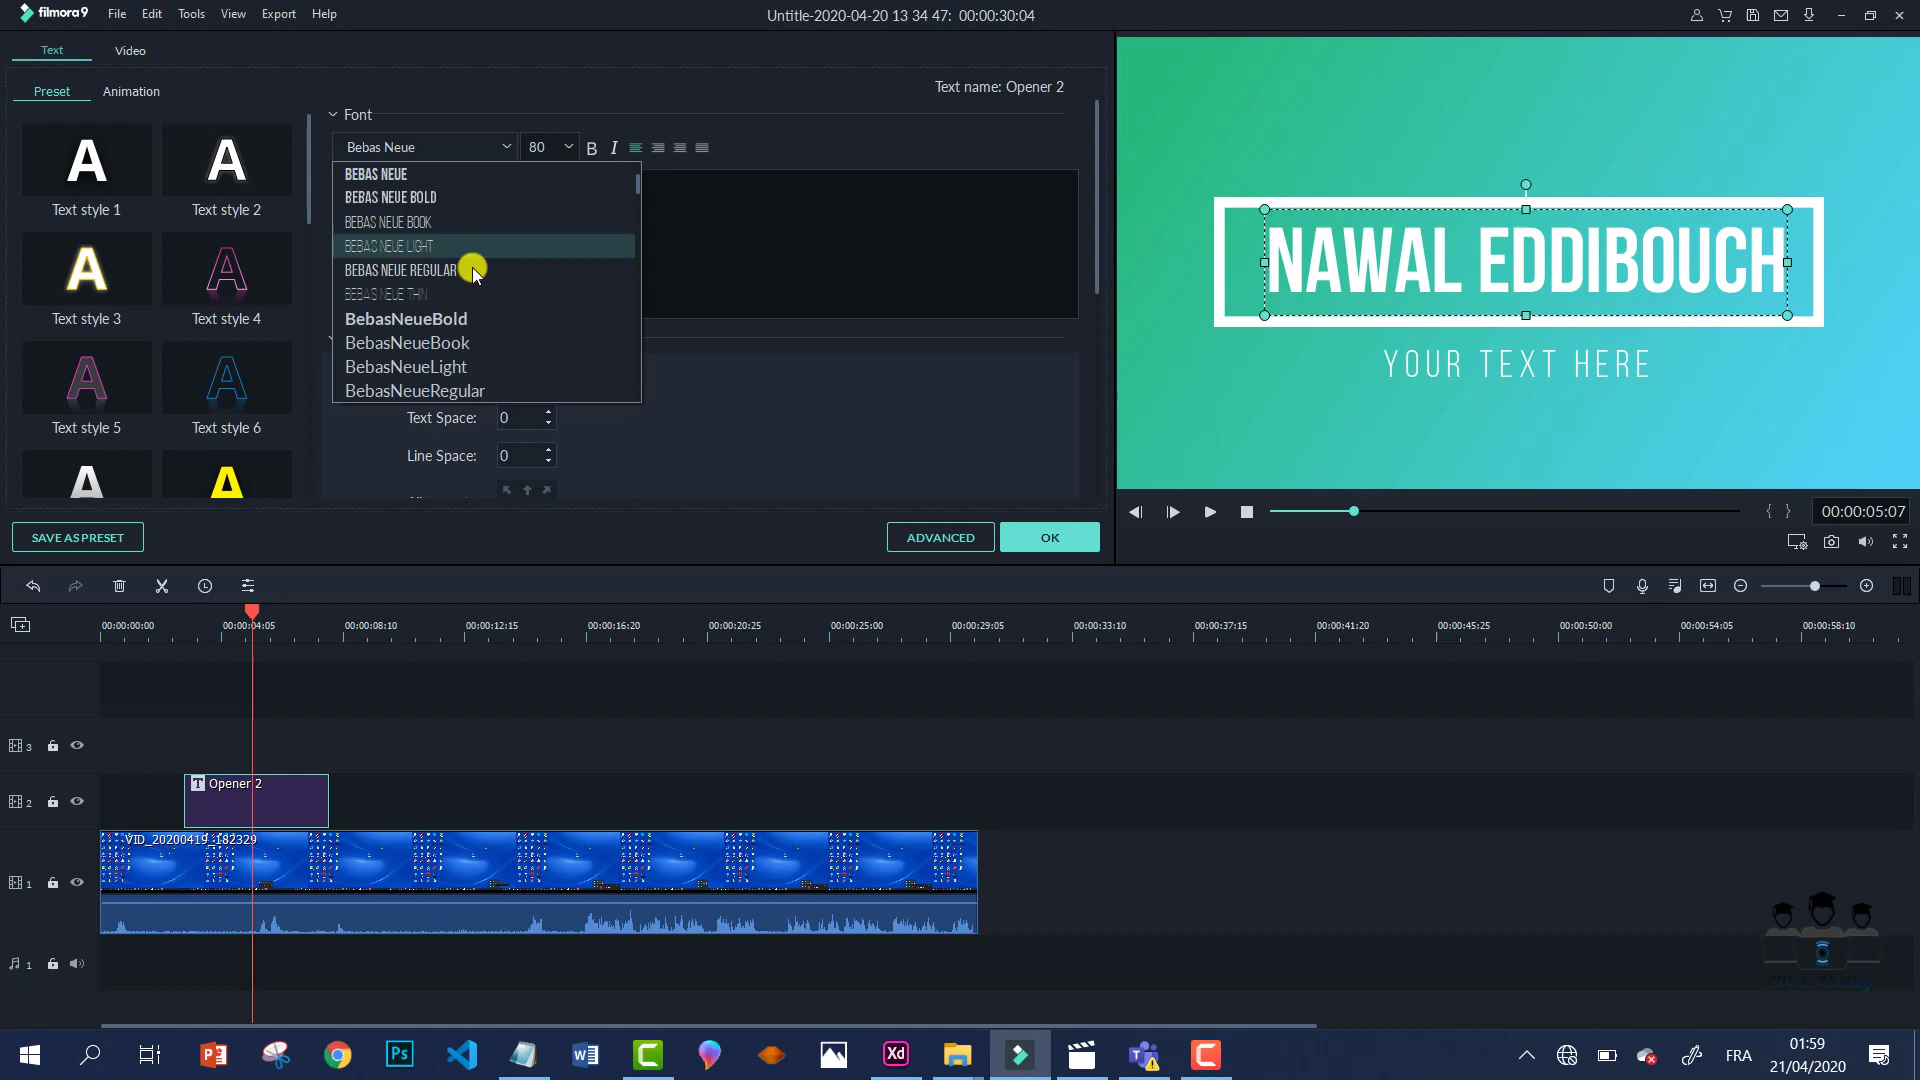 filmora9 File Edit Tools View Export Help
Untitle-2020-04-20 13 34 47: 00:00:30:04
Text Video
Preset Animation
Text name: Opener 2
Font
Bebas Neue 80 B I
BEBAS NEUE
BEBAS NEUE BOLD
BEBAS NEUE BOOK
BEBAS NEUE LIGHT
BEBAS NEUE REGULAR
BEBAS NEUE THIN
BebasNeueBold
BebasNeueBook
BebasNeueLight
BebasNeueRegular
A A
Text style 1 Text style 2
A A
Text style 3 Text style 4
A A
Text style 5 Text style 6
A A
Text Space: 0
Line Space: 0
SAVE AS PRESET
ADVANCED
OK
NAWAL EDDIBOUCH
YOUR TEXT HERE
{ } 00:00:05:07
00:00:00:00 00:00:04:05 00:00:08:10 00:00:12:15 00:00:16:20 00:00:20:25 00:00:25:00 00:00:29:05 00:00:33:10 00:00:37:15 00:00:41:20 00:00:45:25 00:00:50:00 00:00:54:05 00:00:58:10
3
2
T Opener 2
VID_20200419_182329
1
1
P Ps W C Xd C
FRA
01:59
21/04/2020